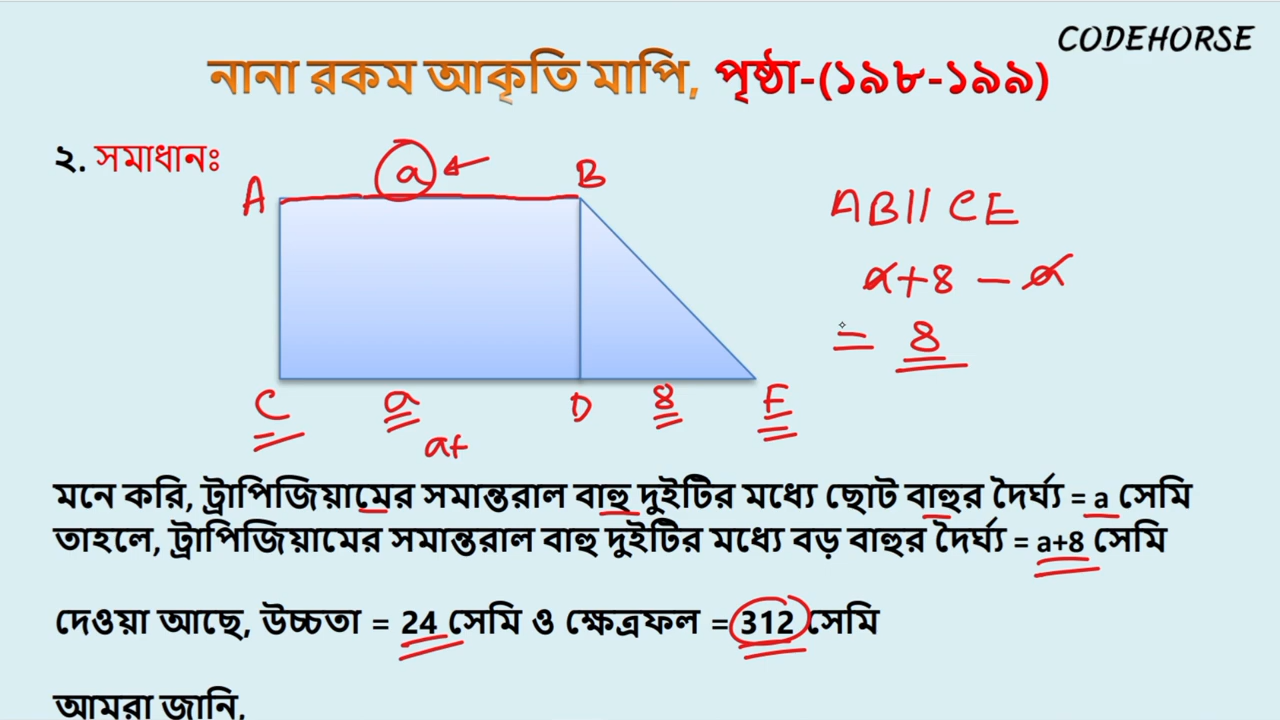 CODEHORSE
নানা রকম আকৃতি মাপি, পৃষ্ঠা-(১৯৮-১৯৯)
২. সমাধানঃ
a
A
B
AB || CE
a+8 - a
= 8
C
a
D
8
E
a+
মনে করি, ট্রাপিজিয়ামের সমান্তরাল বাহু দুইটির মধ্যে ছোট বাহুর দৈর্ঘ্য = a সেমি
তাহলে, ট্রাপিজিয়ামের সমান্তরাল বাহু দুইটির মধ্যে বড় বাহুর দৈর্ঘ্য = a+8 সেমি
দেওয়া আছে, উচ্চতা = 24 সেমি ও ক্ষেত্রফল = 312 সেমি
আমরা জানি,